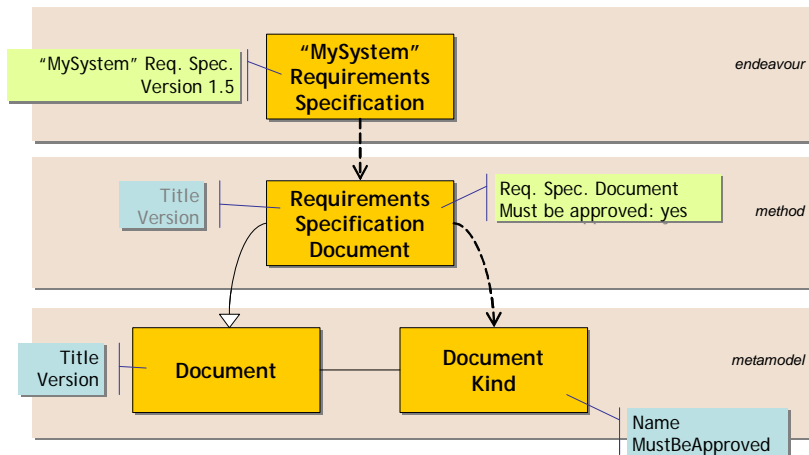 “MySystem” Req. Spec.
Version 1.5
“MySystem”
Requirements
Specification
endeavour
Title
Version
Requirements
Specification
Document
Req. Spec. Document
Must be approved: yes
method
Title
Version
Document
Document
Kind
metamodel
Name
MustBeApproved